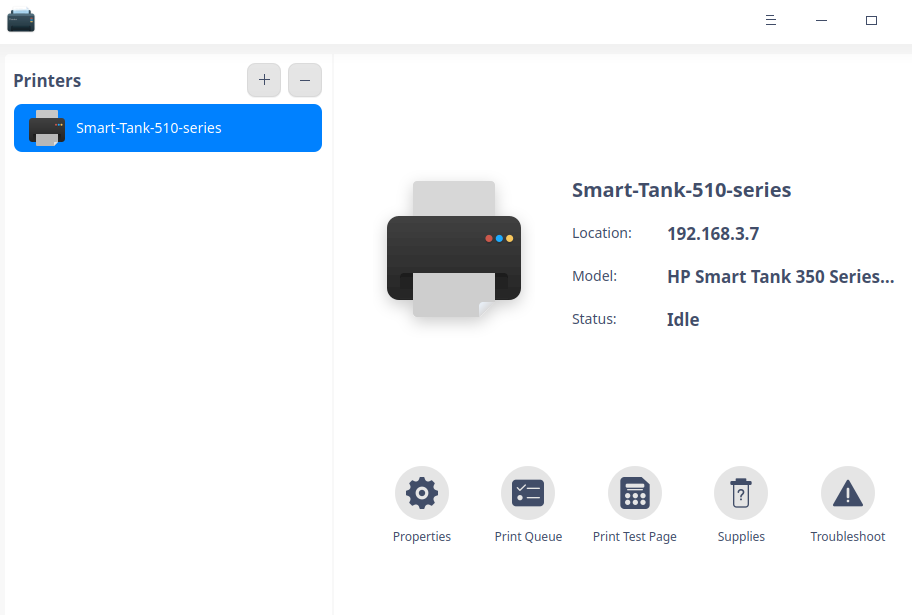 Printers
Smart-Tank-510-series
Smart-Tank-510-series
Location: 192.168.3.7
Model: HP Smart Tank 350 Series...
Status: Idle
Properties
Print Queue
Print Test Page
Supplies
Troubleshoot